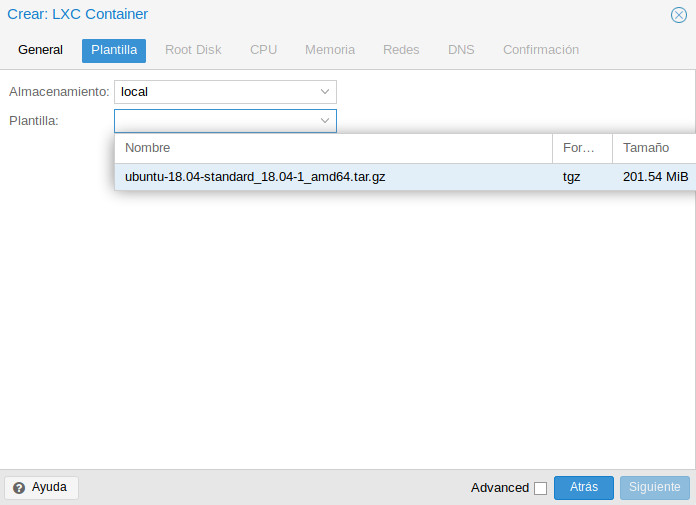 Crear: LXC Container
General Plantilla Root Disk CPU Memoria Redes DNS Confirmación
Almacenamiento: local
Plantilla:
Nombre For... Tamaño
ubuntu-18.04-standard_18.04-1_amd64.tar.gz tgz 201.54 MiB
Ayuda Advanced Atrás Siguiente